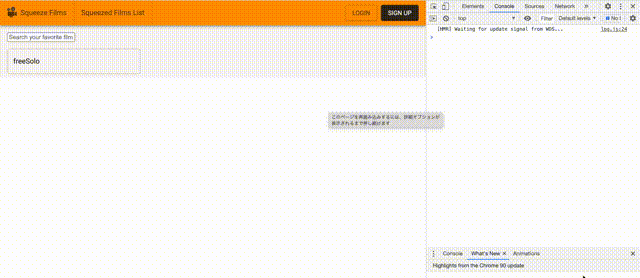 Squeeze Films
Squeezed Films List
LOGIN
SIGN UP
Search your favorite film
freeSolo
このページを再読み込みするには、詳細オプションが
表示されるまで押し続けます
Elements
Console
Sources
Network
»
top
Filter
Default levels
No I
[HMR] Waiting for update signal from WDS...
log.js:24
Console
What's New
Animations
Highlights from the Chrome 90 update